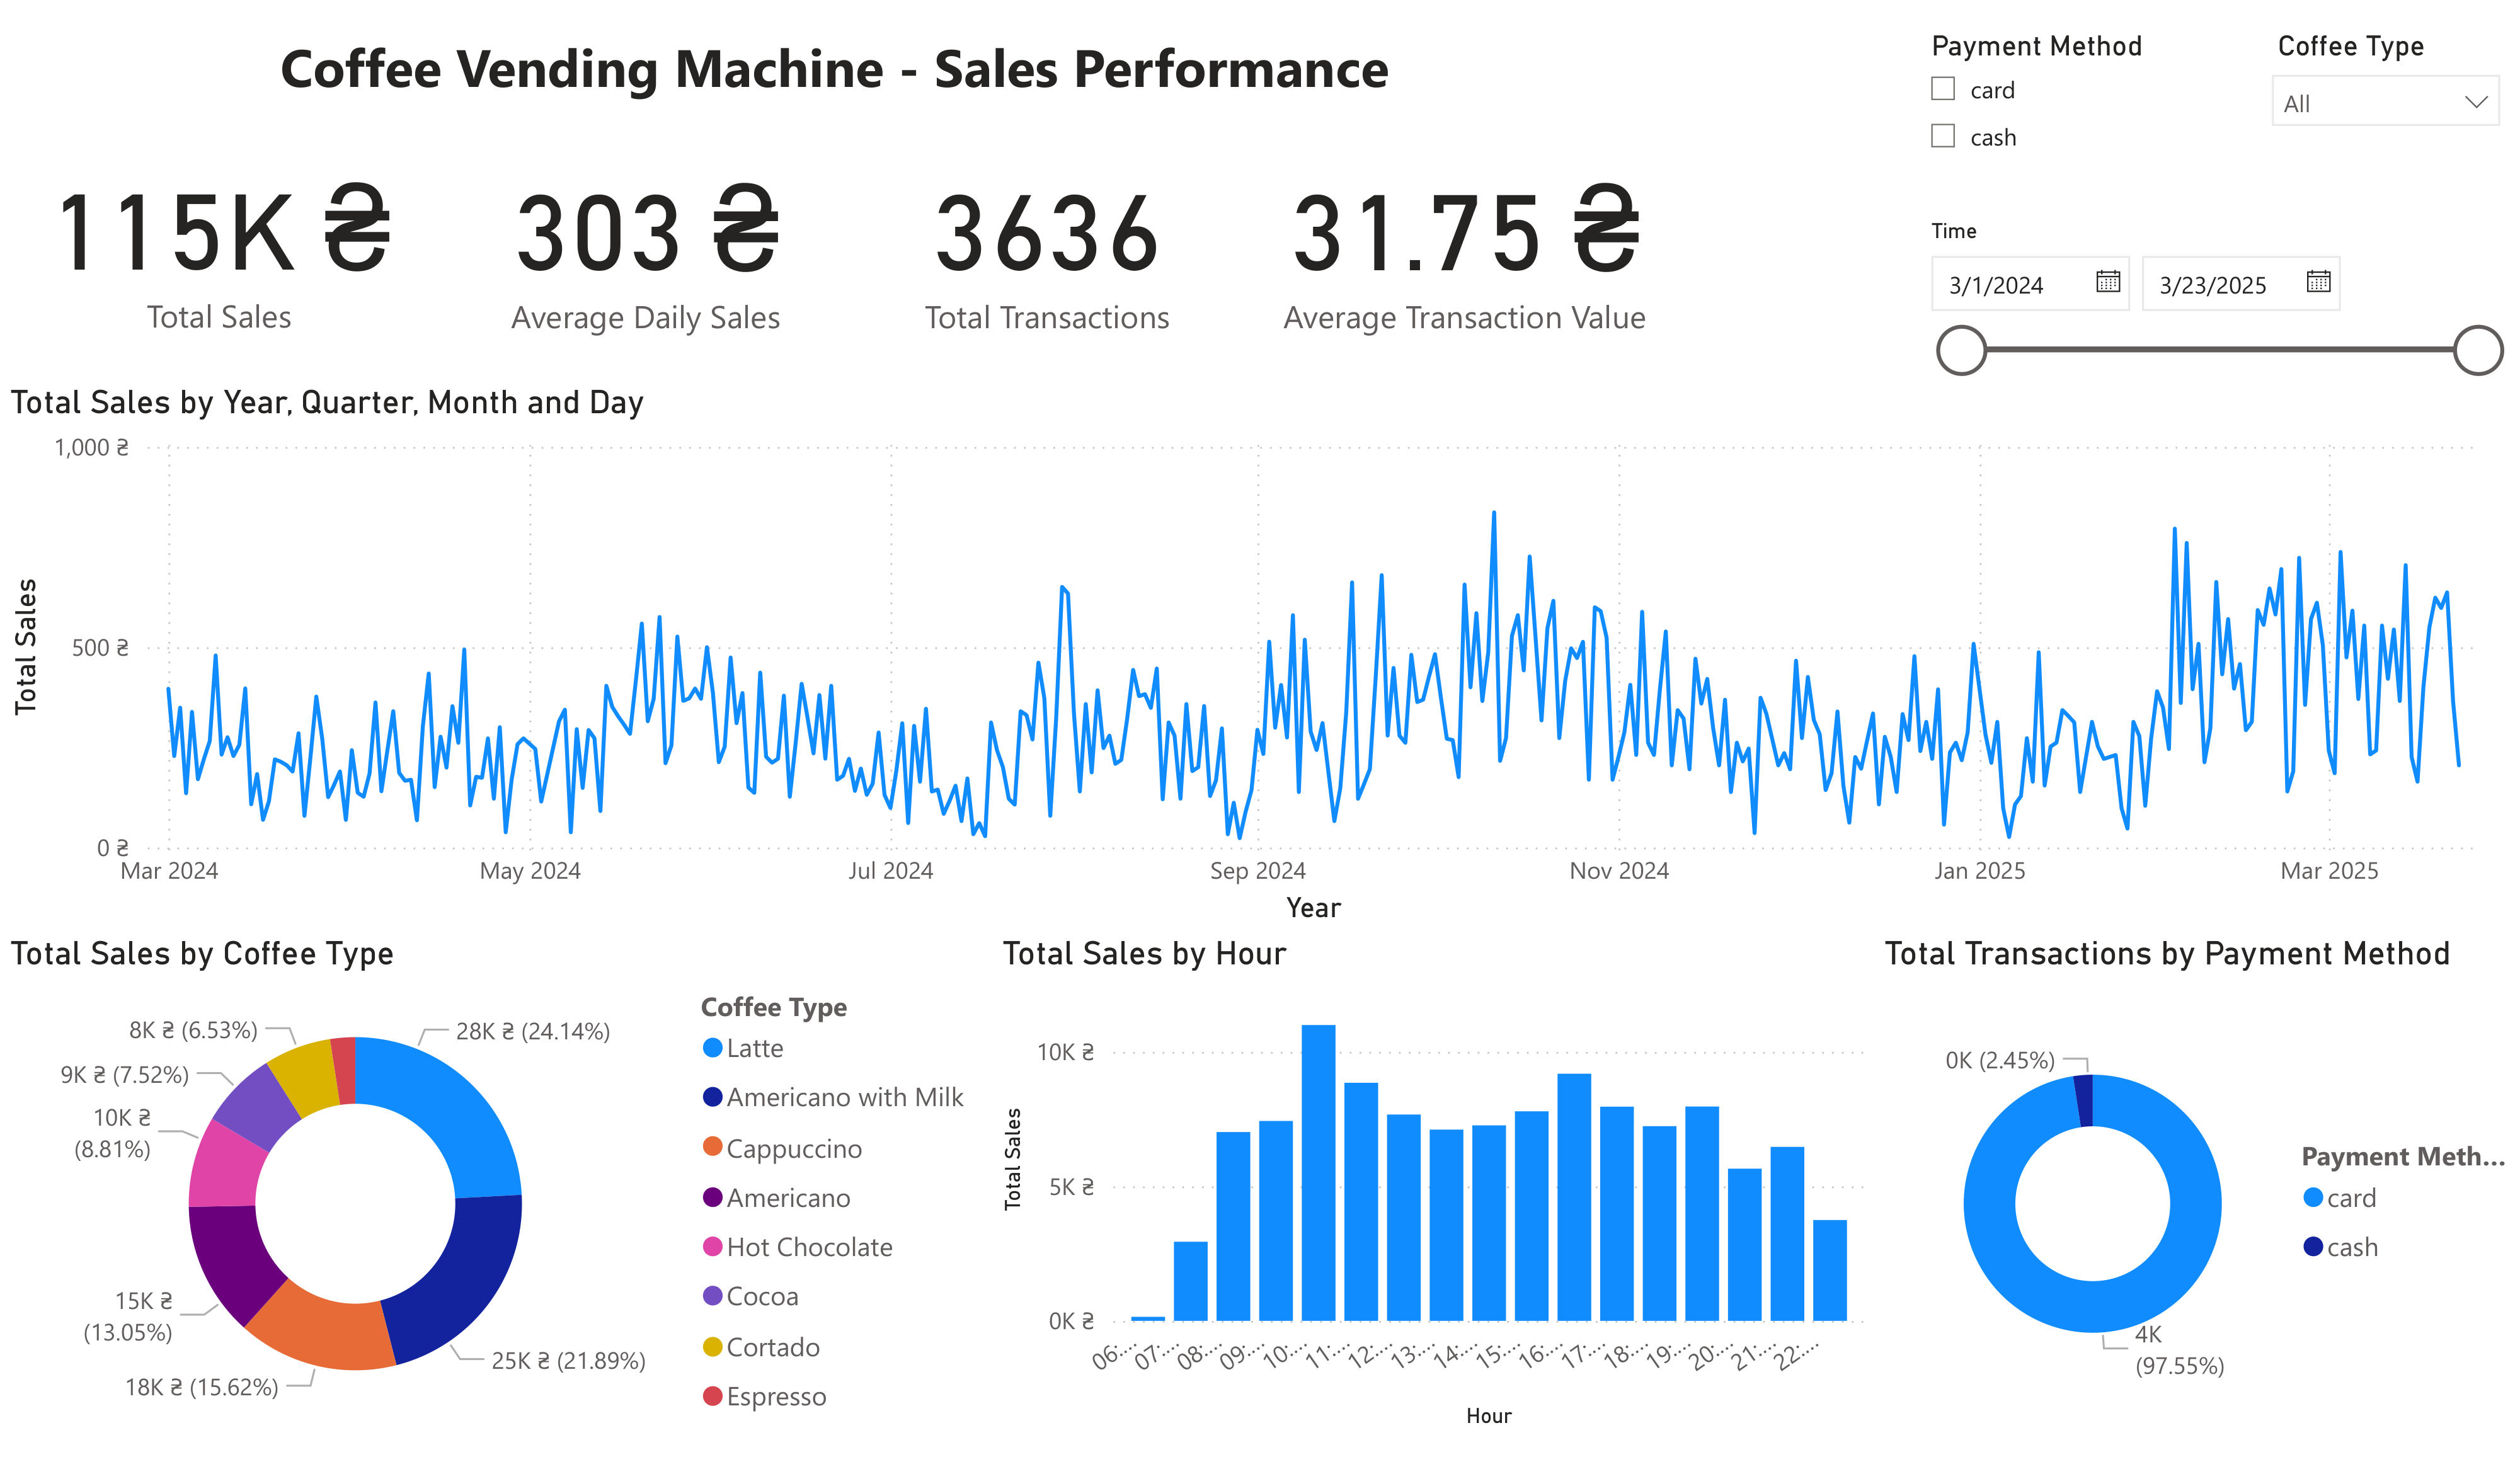 Coffee Vending Machine - Sales Performance
Payment Method
card
cash
Coffee Type
All
115K ₴
Total Sales
303 ₴
Average Daily Sales
3636
Total Transactions
31.75 ₴
Average Transaction Value
Time
3/1/2024
3/23/2025
Total Sales by Year, Quarter, Month and Day
Total Sales
1,000 ₴
500 ₴
0 ₴
Mar 2024
May 2024
Jul 2024
Sep 2024
Nov 2024
Jan 2025
Mar 2025
Year
Total Sales by Coffee Type
8K ₴ (6.53%)
28K ₴ (24.14%)
9K ₴ (7.52%)
10K ₴
(8.81%)
15K ₴
(13.05%)
18K ₴ (15.62%)
25K ₴ (21.89%)
Coffee Type
Latte
Americano with Milk
Cappuccino
Americano
Hot Chocolate
Cocoa
Cortado
Espresso
Total Sales by Hour
Total Sales
10K ₴
5K ₴
0K ₴
06:...
07:...
08:...
09:...
10:...
11:...
12:...
13:...
14:...
15:...
16:...
17:...
18:...
19:...
20:...
21:...
22:...
Hour
Total Transactions by Payment Method
0K (2.45%)
4K
(97.55%)
Payment Meth...
card
cash